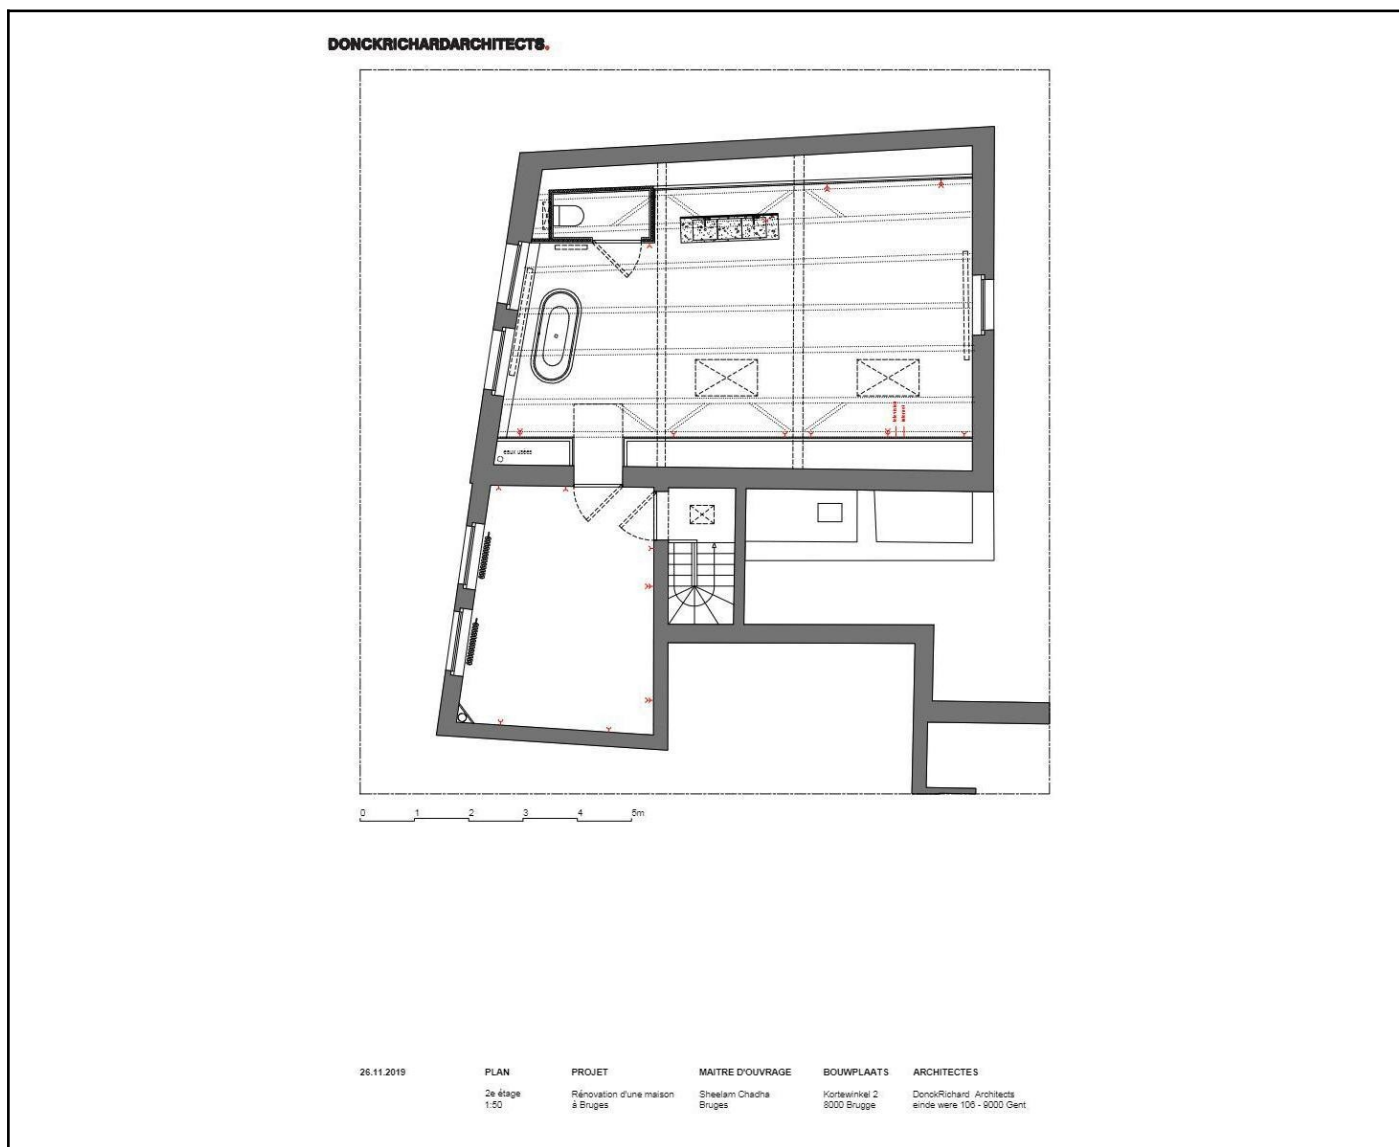 DONCKRICHARDARCHITECTS.
eaux usées
0 1 2 3 4 5m
26.11.2019
PLAN
2e étage
1:50
PROJET
Rénovation d'une maison
à Bruges
MAITRE D'OUVRAGE
Sheelam Chadha
Bruges
BOUWPLAATS
Kortewinkel 2
8000 Brugge
ARCHITECTES
DonckRichard Architects
einde were 106 - 9000 Gent